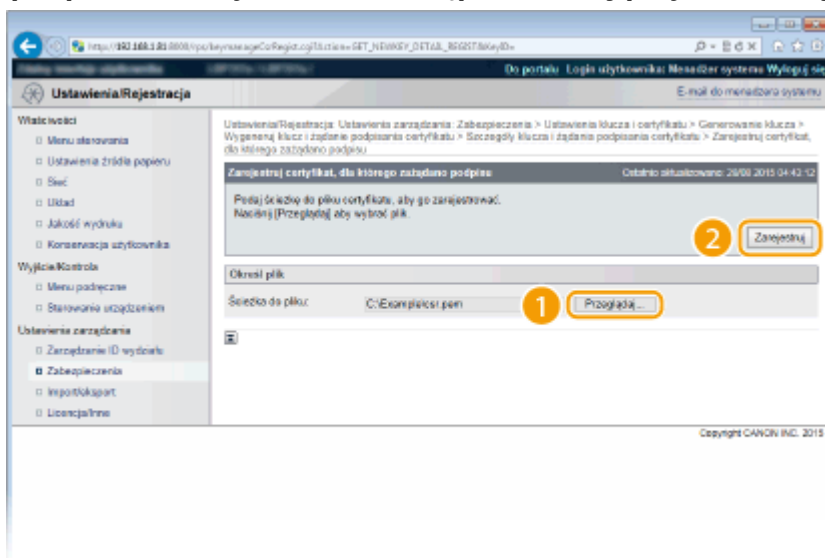 Do portalu Login użytkownika: Menadżer systemu Wyloguj się
Ustawienia/Rejestracja
E-mail do menadżera systemu
Właściwości
Menu sterowania
Ustawienia źródła papieru
Sieć
Układ
Jakość wydruku
Konserwacja użytkownika
Wyjście/Kontrola
Menu podręczne
Sterowanie urządzeniem
Ustawienia zarządzania
Zarządzanie ID wydziału
Zabezpieczenia
Import/eksport
Licencja/Inne
Ustawienia/Rejestracja: Ustawienia zarządzania: Zabezpieczenia > Ustawienia klucza i certyfikatu > Generowanie klucza >
Wygeneruj klucz i żądanie podpisania certyfikatu > Szczegóły klucza i żądania podpisania certyfikatu > Zarejestruj certyfikat,
dla którego zażądano podpisu
Zarejestruj certyfikat, dla którego zażądano podpisu
Ostatnio aktualizowano: 28/08 2015 04:43:12
Podaj ścieżkę do pliku certyfikatu, aby go zarejestrować.
Naciśnij [Przeglądaj] aby wybrać plik.
2 Zarejestruj
Określ plik
Ścieżka do pliku: C:\Example\csr.pem 1 Przeglądaj...
Copyright CANON INC. 2015